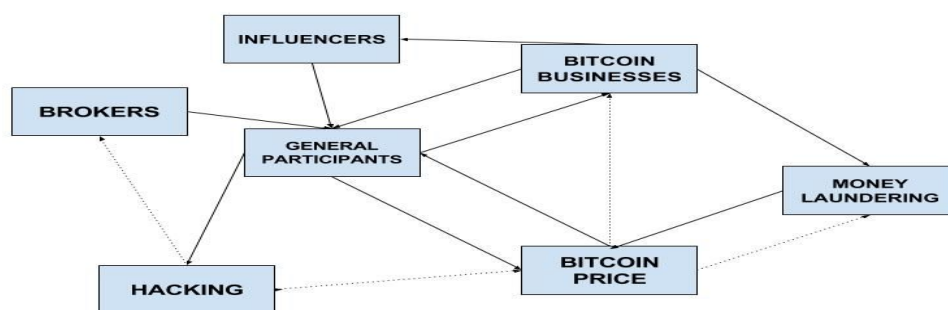 INFLUENCERS
BITCOIN
BUSINESSES
BROKERS
GENERAL
PARTICIPANTS
MONEY
LAUNDERING
HACKING
BITCOIN
PRICE